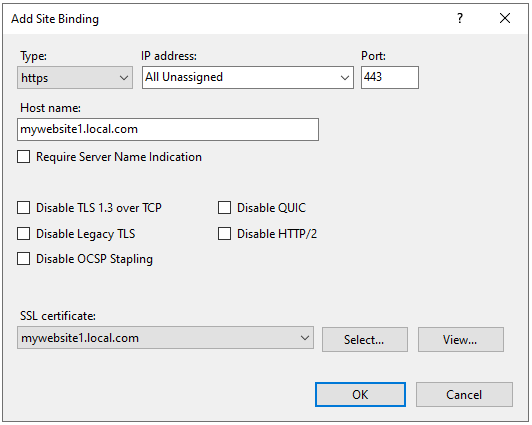 Add Site Binding ?
Type: IP address: Port:
https All Unassigned 443
Host name:
mywebsite1.local.com
Require Server Name Indication
Disable TLS 1.3 over TCP Disable QUIC
Disable Legacy TLS Disable HTTP/2
Disable OCSP Stapling
SSL certificate:
mywebsite1.local.com Select... View...
OK Cancel